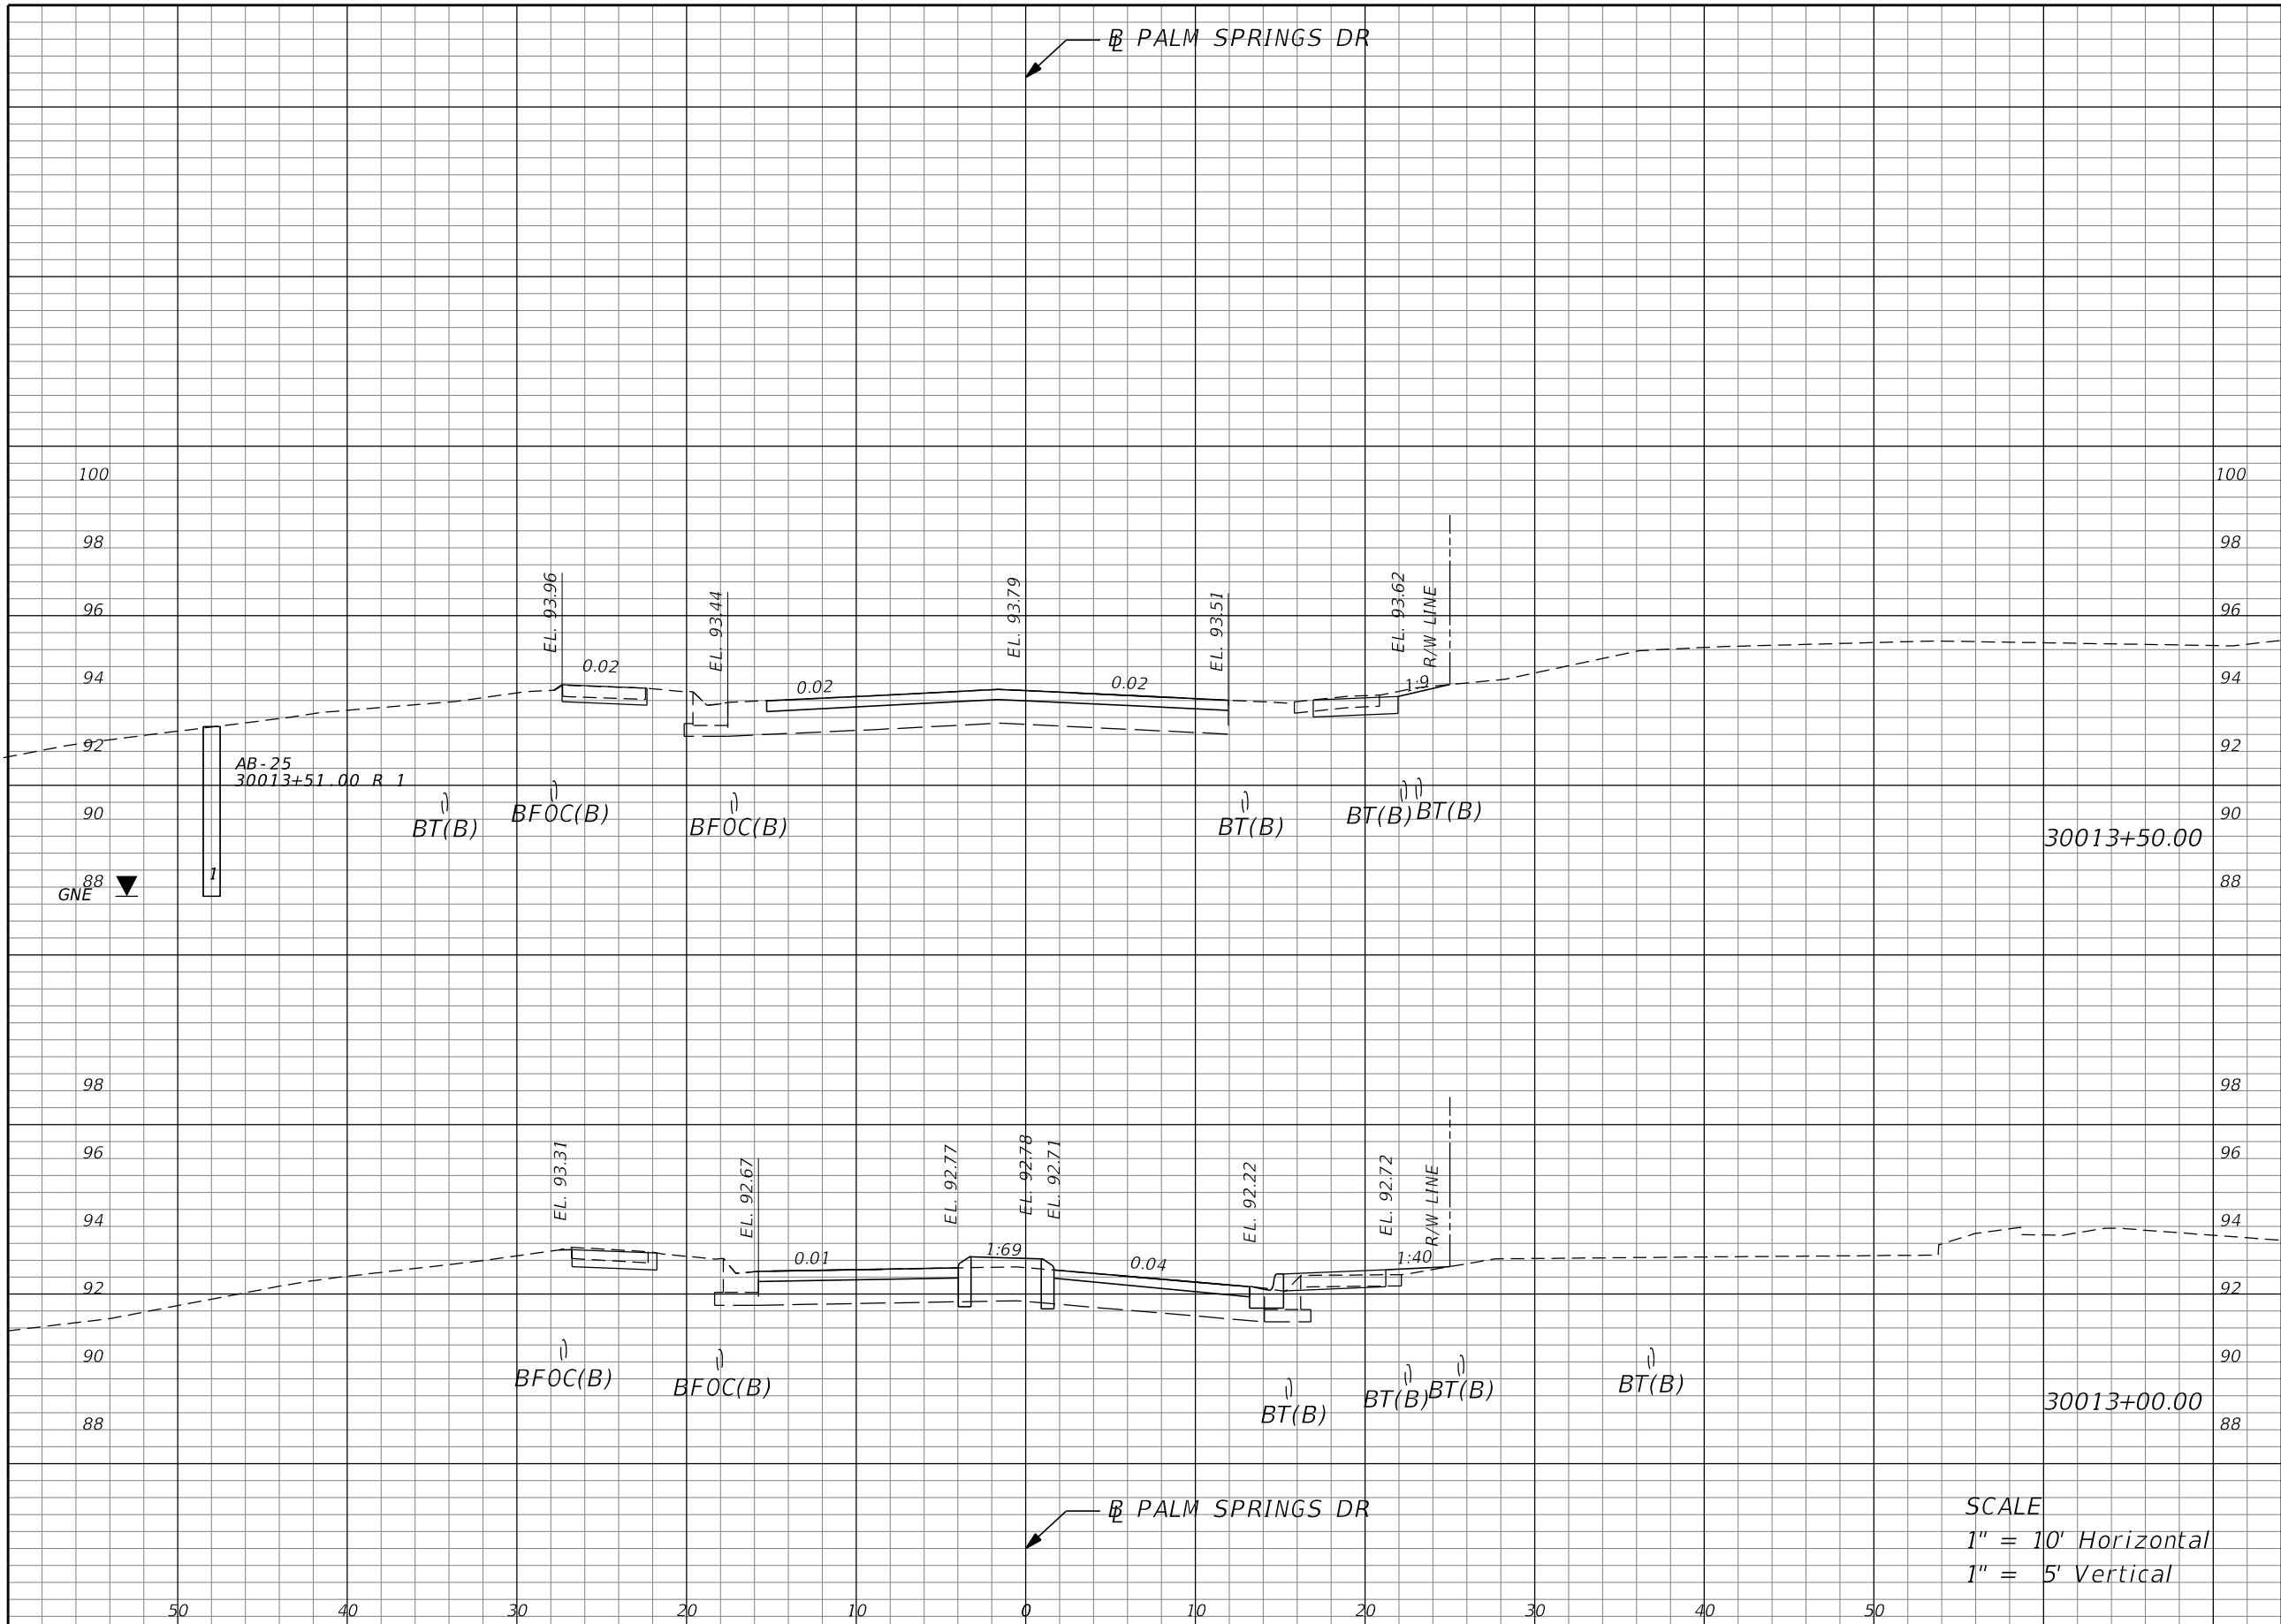 BL PALM SPRINGS DR
100 100
98 98
EL. 93.96
EL. 93.44
EL. 93.79
EL. 93.51
EL. 93.62
R/W LINE
96 96
0.02
0.02
0.02
1:9
94 94
92 92
AB-25
30013+51.00 R 1
BT(B)
BFOC(B)
BFOC(B)
BT(B)
BT(B)
BT(B)
90 90
30013+50.00
1
88 88
GNE
98 98
96 96
EL. 93.31
EL. 92.67
EL. 92.77
EL. 92.78
EL. 92.71
EL. 92.22
EL. 92.72
R/W LINE
94 94
0.01
1:69
0.04
1:40
92 92
90 90
BFOC(B)
BFOC(B)
BT(B)
BT(B)
BT(B)
BT(B)
30013+00.00
88 88
BL PALM SPRINGS DR
SCALE
1" = 10' Horizontal
1" = 5' Vertical
50 40 30 20 10 0 10 20 30 40 50